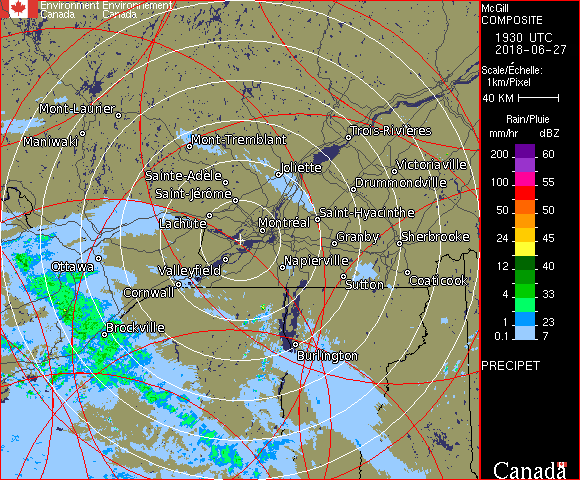 Environment Environnement
Canada Canada
McGill
COMPOSITE
1930 UTC
2018-06-27
Scale/Échelle:
1km/Pixel
40 KM
Rain/Pluie
mm/hr dBZ
200 60
100 55
50 50
24 45
12 40
4 33
1 23
0.1 7
PRECIPET
Canada
Mont-Laurier
Maniwaki
Mont-Tremblant
Trois-Rivières
Joliette
Victoriaville
Sainte-Adèle
Drummondville
Saint-Jérôme
Saint-Hyacinthe
Lachute
Montréal
Granby
Sherbrooke
Ottawa
Valleyfield
Napierville
Sutton
Coaticook
Cornwall
Brockville
Burlington